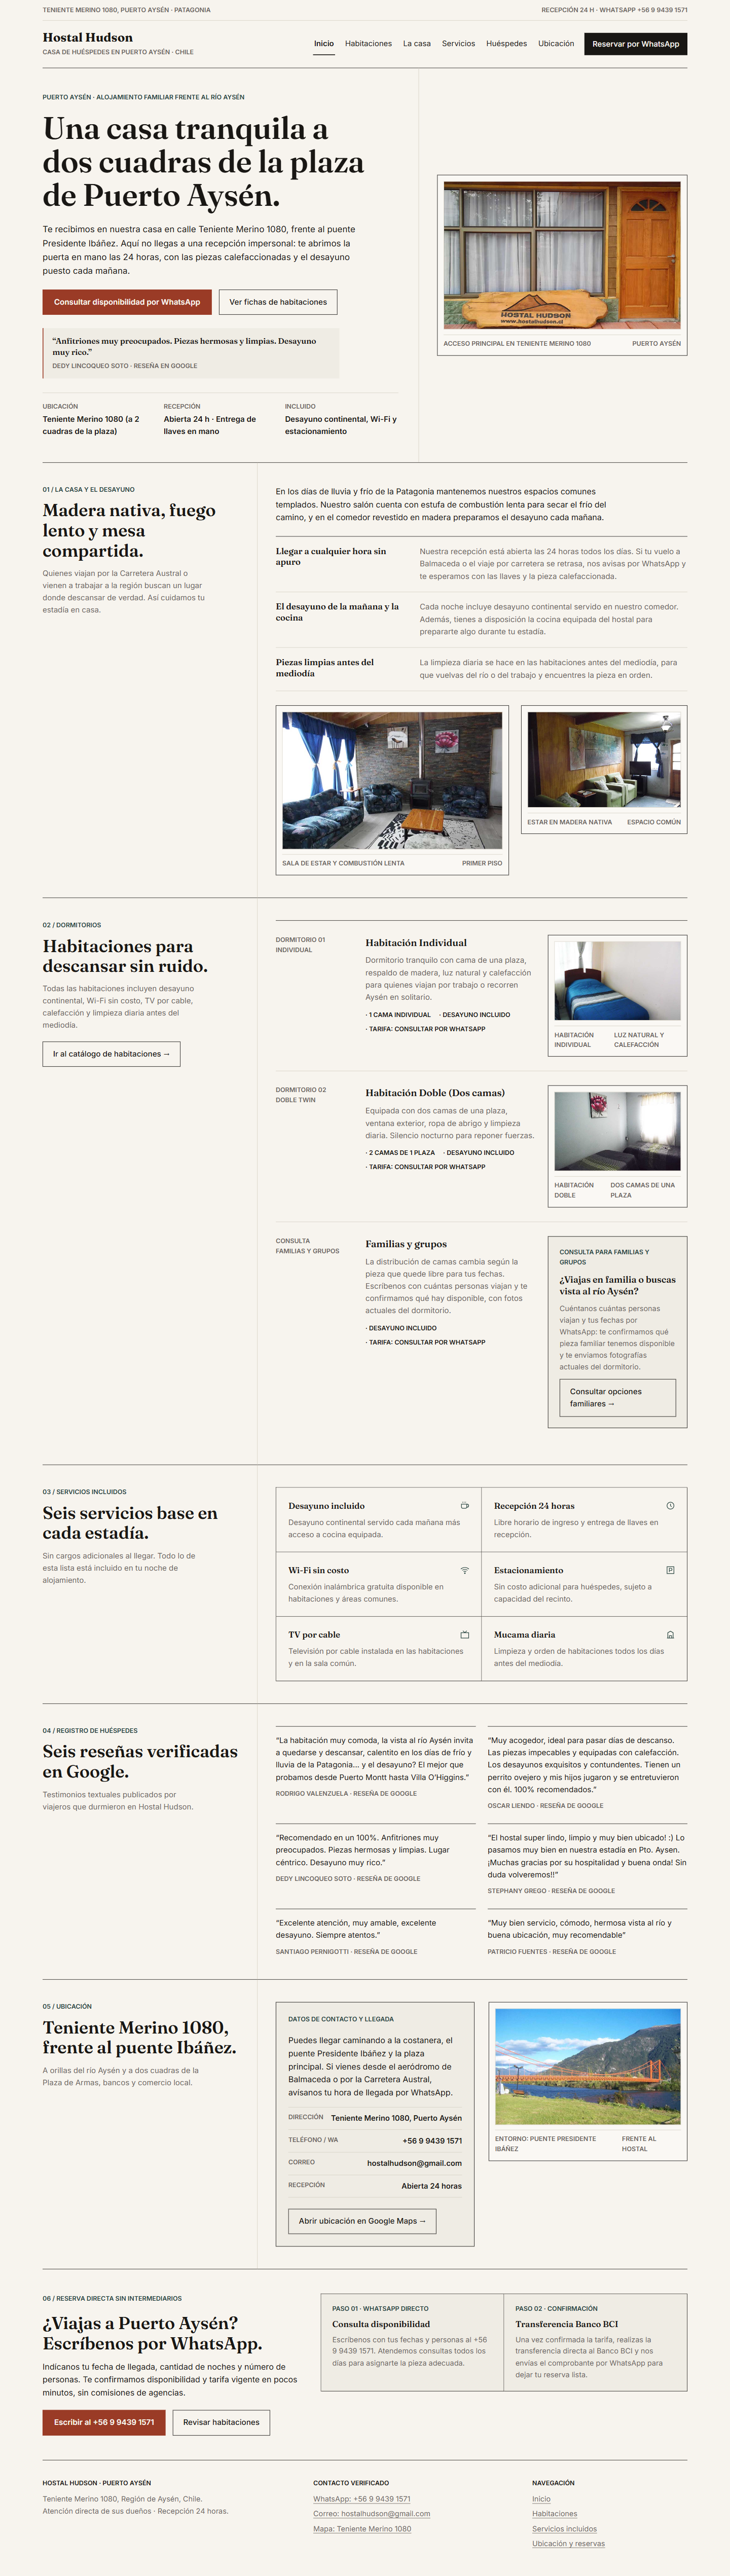 TENIENTE MERINO 1080, PUERTO AYSÉN · PATAGONIA
RECEPCIÓN 24 H · WHATSAPP +56 9 9439 1571
Hostal Hudson
CASA DE HUÉSPEDES EN PUERTO AYSÉN · CHILE
Inicio
Habitaciones
La casa
Servicios
Huéspedes
Ubicación
Reservar por WhatsApp
PUERTO AYSÉN · ALOJAMIENTO FAMILIAR FRENTE AL RÍO AYSÉN
Una casa tranquila a
dos cuadras de la plaza
de Puerto Aysén.
Te recibimos en nuestra casa en calle Teniente Merino 1080, frente al puente
Presidente Ibáñez. Aquí no llegas a una recepción impersonal: te abrimos la
puerta en mano las 24 horas, con las piezas calefaccionadas y el desayuno
puesto cada mañana.
Consultar disponibilidad por WhatsApp
Ver fichas de habitaciones
“Anfitriones muy preocupados. Piezas hermosas y limpias. Desayuno
muy rico.”
DEDY LINCOQUEO SOTO · RESEÑA EN GOOGLE
UBICACIÓN
Teniente Merino 1080 (a 2
cuadras de la plaza)
RECEPCIÓN
Abierta 24 h · Entrega de
llaves en mano
INCLUIDO
Desayuno continental, Wi-Fi y
estacionamiento
HOSTAL HUDSON
www.hostalhudson.cl
ACCESO PRINCIPAL EN TENIENTE MERINO 1080
PUERTO AYSÉN
01 / LA CASA Y EL DESAYUNO
Madera nativa, fuego
lento y mesa
compartida.
Quienes viajan por la Carretera Austral o
vienen a trabajar a la región buscan un lugar
donde descansar de verdad. Así cuidamos tu
estadía en casa.
En los días de lluvia y frío de la Patagonia mantenemos nuestros espacios comunes
templados. Nuestro salón cuenta con estufa de combustión lenta para secar el frío del
camino, y en el comedor revestido en madera preparamos el desayuno cada mañana.
Llegar a cualquier hora sin
apuro
Nuestra recepción está abierta las 24 horas todos los días. Si tu vuelo a
Balmaceda o el viaje por carretera se retrasa, nos avisas por WhatsApp y
te esperamos con las llaves y la pieza calefaccionada.
El desayuno de la mañana y la
cocina
Cada noche incluye desayuno continental servido en nuestro comedor.
Además, tienes a disposición la cocina equipada del hostal para
prepararte algo durante tu estadía.
Piezas limpias antes del
mediodía
La limpieza diaria se hace en las habitaciones antes del mediodía, para
que vuelvas del río o del trabajo y encuentres la pieza en orden.
SALA DE ESTAR Y COMBUSTIÓN LENTA
PRIMER PISO
ESTAR EN MADERA NATIVA
ESPACIO COMÚN
02 / DORMITORIOS
Habitaciones para
descansar sin ruido.
Todas las habitaciones incluyen desayuno
continental, Wi-Fi sin costo, TV por cable,
calefacción y limpieza diaria antes del
mediodía.
Ir al catálogo de habitaciones →
DORMITORIO 01
INDIVIDUAL
Habitación Individual
Dormitorio tranquilo con cama de una plaza,
respaldo de madera, luz natural y calefacción
para quienes viajan por trabajo o recorren
Aysén en solitario.
· 1 CAMA INDIVIDUAL · DESAYUNO INCLUIDO
· TARIFA: CONSULTAR POR WHATSAPP
HABITACIÓN
INDIVIDUAL
LUZ NATURAL Y
CALEFACCIÓN
DORMITORIO 02
DOBLE TWIN
Habitación Doble (Dos camas)
Equipada con dos camas de una plaza,
ventana exterior, ropa de abrigo y limpieza
diaria. Silencio nocturno para reponer fuerzas.
· 2 CAMAS DE 1 PLAZA · DESAYUNO INCLUIDO
· TARIFA: CONSULTAR POR WHATSAPP
HABITACIÓN
DOBLE
DOS CAMAS DE UNA
PLAZA
CONSULTA
FAMILIAS Y GRUPOS
Familias y grupos
La distribución de camas cambia según la
pieza que quede libre para tus fechas.
Escríbenos con cuántas personas viajan y te
confirmamos qué hay disponible, con fotos
actuales del dormitorio.
· DESAYUNO INCLUIDO
· TARIFA: CONSULTAR POR WHATSAPP
CONSULTA PARA FAMILIAS Y
GRUPOS
¿Viajas en familia o buscas
vista al río Aysén?
Cuéntanos cuántas personas
viajan y tus fechas por
WhatsApp: te confirmamos qué
pieza familiar tenemos disponible
y te enviamos fotografías
actuales del dormitorio.
Consultar opciones
familiares →
03 / SERVICIOS INCLUIDOS
Seis servicios base en
cada estadía.
Sin cargos adicionales al llegar. Todo lo de
esta lista está incluido en tu noche de
alojamiento.
Desayuno incluido
Desayuno continental servido cada mañana más
acceso a cocina equipada.
Recepción 24 horas
Libre horario de ingreso y entrega de llaves en
recepción.
Wi-Fi sin costo
Conexión inalámbrica gratuita disponible en
habitaciones y áreas comunes.
Estacionamiento
Sin costo adicional para huéspedes, sujeto a
capacidad del recinto.
TV por cable
Televisión por cable instalada en las habitaciones
y en la sala común.
Mucama diaria
Limpieza y orden de habitaciones todos los días
antes del mediodía.
04 / REGISTRO DE HUÉSPEDES
Seis reseñas verificadas
en Google.
Testimonios textuales publicados por
viajeros que durmieron en Hostal Hudson.
“La habitación muy comoda, la vista al río Aysén invita
a quedarse y descansar, calentito en los días de frío y
lluvia de la Patagonia... y el desayuno? El mejor que
probamos desde Puerto Montt hasta Villa O’Higgins.”
RODRIGO VALENZUELA · RESEÑA DE GOOGLE
“Muy acogedor, ideal para pasar días de descanso.
Las piezas impecables y equipadas con calefacción.
Los desayunos exquisitos y contundentes. Tienen un
perrito ovejero y mis hijos jugaron y se entretuvieron
con él. 100% recomendados.”
OSCAR LIENDO · RESEÑA DE GOOGLE
“Recomendado en un 100%. Anfitriones muy
preocupados. Piezas hermosas y limpias. Lugar
céntrico. Desayuno muy rico.”
DEDY LINCOQUEO SOTO · RESEÑA DE GOOGLE
“El hostal super lindo, limpio y muy bien ubicado! :) Lo
pasamos muy bien en nuestra estadía en Pto. Aysen.
¡Muchas gracias por su hospitalidad y buena onda! Sin
duda volveremos!!”
STEPHANY GREGO · RESEÑA DE GOOGLE
“Excelente atención, muy amable, excelente
desayuno. Siempre atentos.”
SANTIAGO PERNIGOTTI · RESEÑA DE GOOGLE
“Muy bien servicio, cómodo, hermosa vista al río y
buena ubicación, muy recomendable”
PATRICIO FUENTES · RESEÑA DE GOOGLE
05 / UBICACIÓN
Teniente Merino 1080,
frente al puente Ibáñez.
A orillas del río Aysén y a dos cuadras de la
Plaza de Armas, bancos y comercio local.
DATOS DE CONTACTO Y LLEGADA
Puedes llegar caminando a la costanera, el
puente Presidente Ibáñez y la plaza
principal. Si vienes desde el aeródromo de
Balmaceda o por la Carretera Austral,
avísanos tu hora de llegada por WhatsApp.
DIRECCIÓN
Teniente Merino 1080, Puerto Aysén
TELÉFONO / WA
+56 9 9439 1571
CORREO
hostalhudson@gmail.com
RECEPCIÓN
Abierta 24 horas
Abrir ubicación en Google Maps →
ENTORNO: PUENTE PRESIDENTE
IBÁÑEZ
FRENTE AL
HOSTAL
06 / RESERVA DIRECTA SIN INTERMEDIARIOS
¿Viajas a Puerto Aysén?
Escríbenos por WhatsApp.
Indícanos tu fecha de llegada, cantidad de noches y número de
personas. Te confirmamos disponibilidad y tarifa vigente en pocos
minutos, sin comisiones de agencias.
Escribir al +56 9 9439 1571
Revisar habitaciones
PASO 01 · WHATSAPP DIRECTO
Consulta disponibilidad
Escríbenos con tus fechas y personas al +56
9 9439 1571. Atendemos consultas todos los
días para asignarte la pieza adecuada.
PASO 02 · CONFIRMACIÓN
Transferencia Banco BCI
Una vez confirmada la tarifa, realizas la
transferencia directa al Banco BCI y nos
envías el comprobante por WhatsApp para
dejar tu reserva lista.
HOSTAL HUDSON · PUERTO AYSÉN
Teniente Merino 1080, Región de Aysén, Chile.
Atención directa de sus dueños · Recepción 24 horas.
CONTACTO VERIFICADO
WhatsApp: +56 9 9439 1571
Correo: hostalhudson@gmail.com
Mapa: Teniente Merino 1080
NAVEGACIÓN
Inicio
Habitaciones
Servicios incluidos
Ubicación y reservas